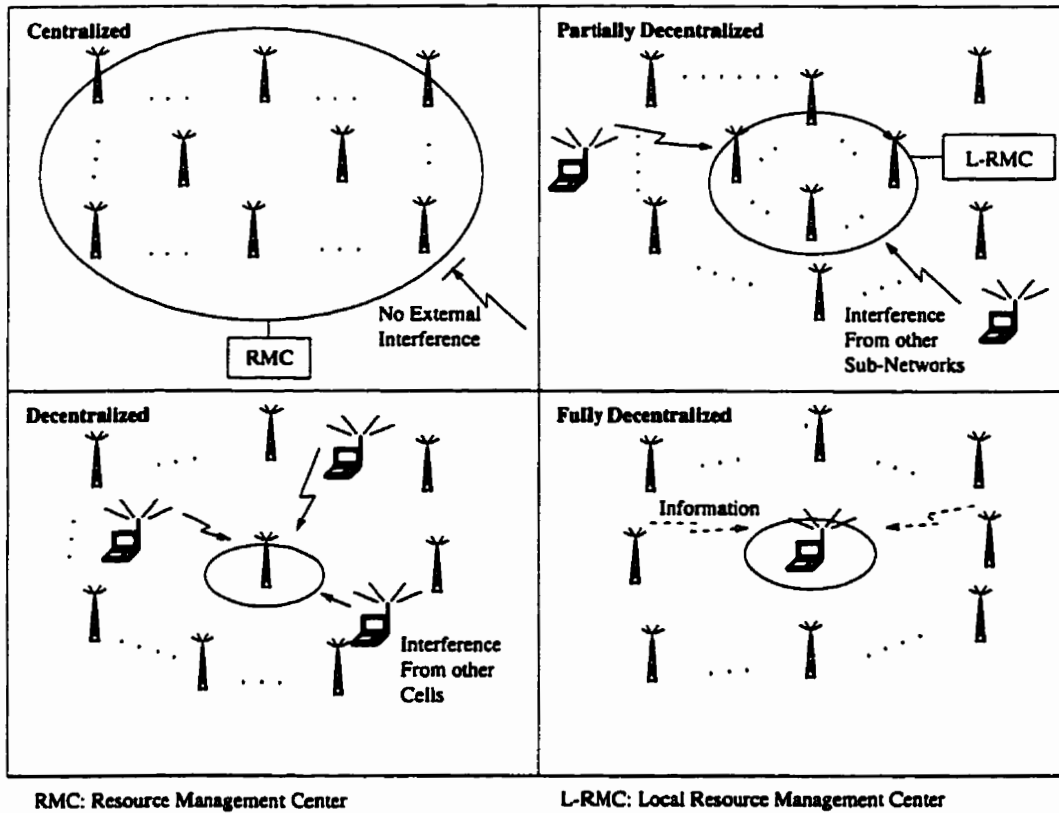 Centralized
No External
Interference
RMC
Partially Decentralized
L-RMC
Interference
From other
Sub-Networks
Decentralized
Interference
From other
Cells
Fully Decentralized
Information
RMC: Resource Management Center
L-RMC: Local Resource Management Center